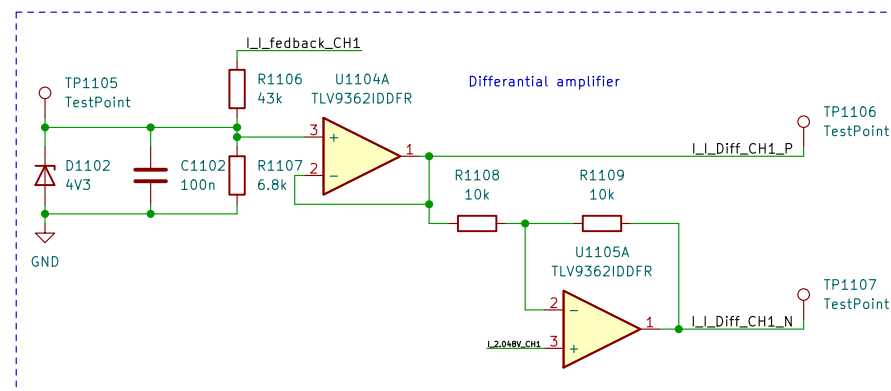 I_I_fedback_CH1
TP1105
TestPoint
R1106
43k
U1104A
TLV9362IDDFR
Differantial amplifier
TP1106
TestPoint
3
+
1
I_I_Diff_CH1_P
D1102
4V3
C1102
100n
R1107
6.8k
2
−
R1108
10k
R1109
10k
GND
U1105A
TLV9362IDDFR
TP1107
TestPoint
2
−
1
I_I_Diff_CH1_N
I_2.048V_CH1
3
+